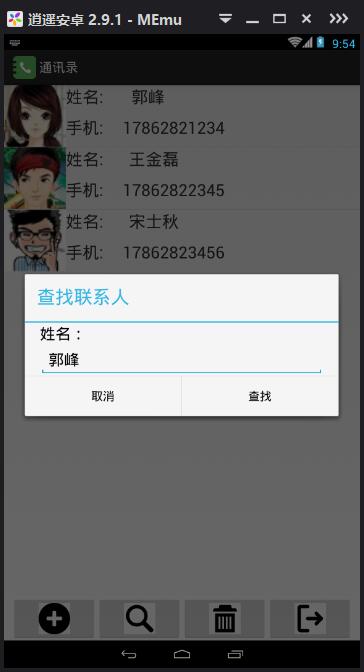 逍遥安卓 2.9.1 - MEmu
9:54
通讯录
姓名: 郭峰
手机: 17862821234
姓名: 王金磊
手机: 17862822345
姓名: 宋士秋
手机: 17862823456
查找联系人
姓名：
郭峰
取消 查找